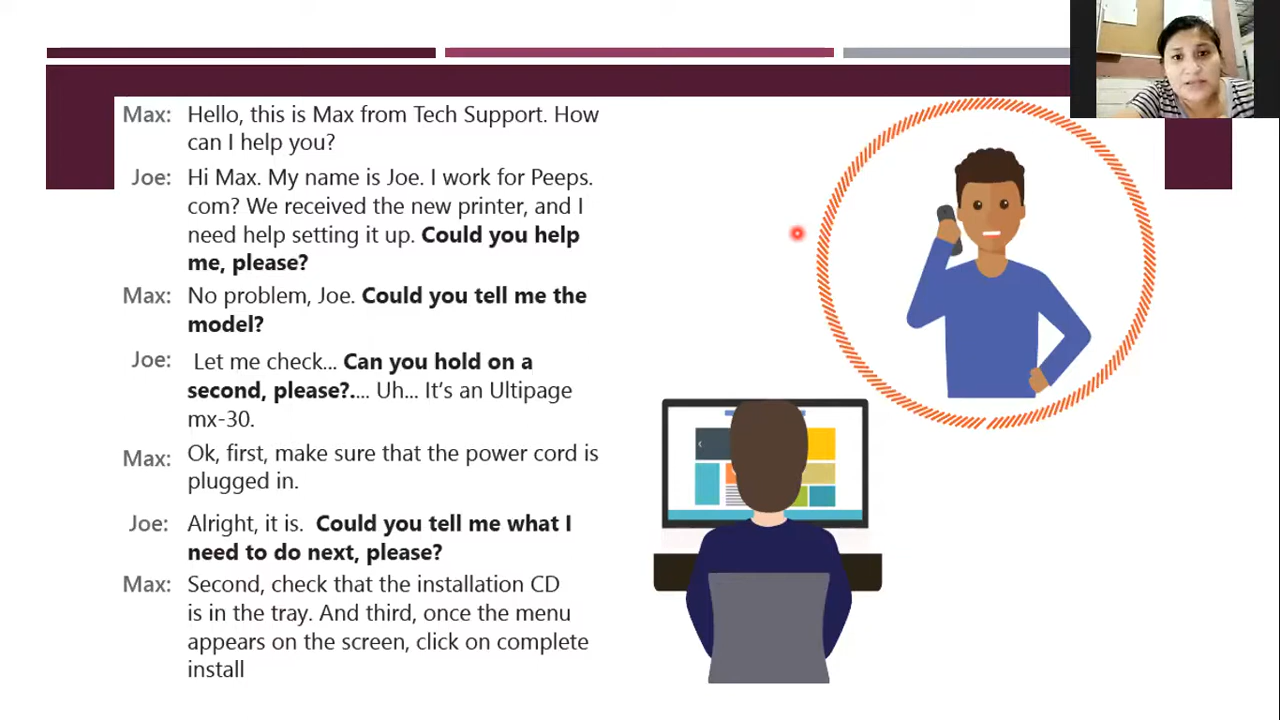 Max: Hello, this is Max from Tech Support. How
can I help you?
Joe: Hi Max. My name is Joe. I work for Peeps.
com? We received the new printer, and I
need help setting it up. Could you help
me, please?
Max: No problem, Joe. Could you tell me the
model?
Joe: Let me check... Can you hold on a
second, please?.... Uh... It’s an Ultipage
mx-30.
Max: Ok, first, make sure that the power cord is
plugged in.
Joe: Alright, it is. Could you tell me what I
need to do next, please?
Max: Second, check that the installation CD
is in the tray. And third, once the menu
appears on the screen, click on complete
install